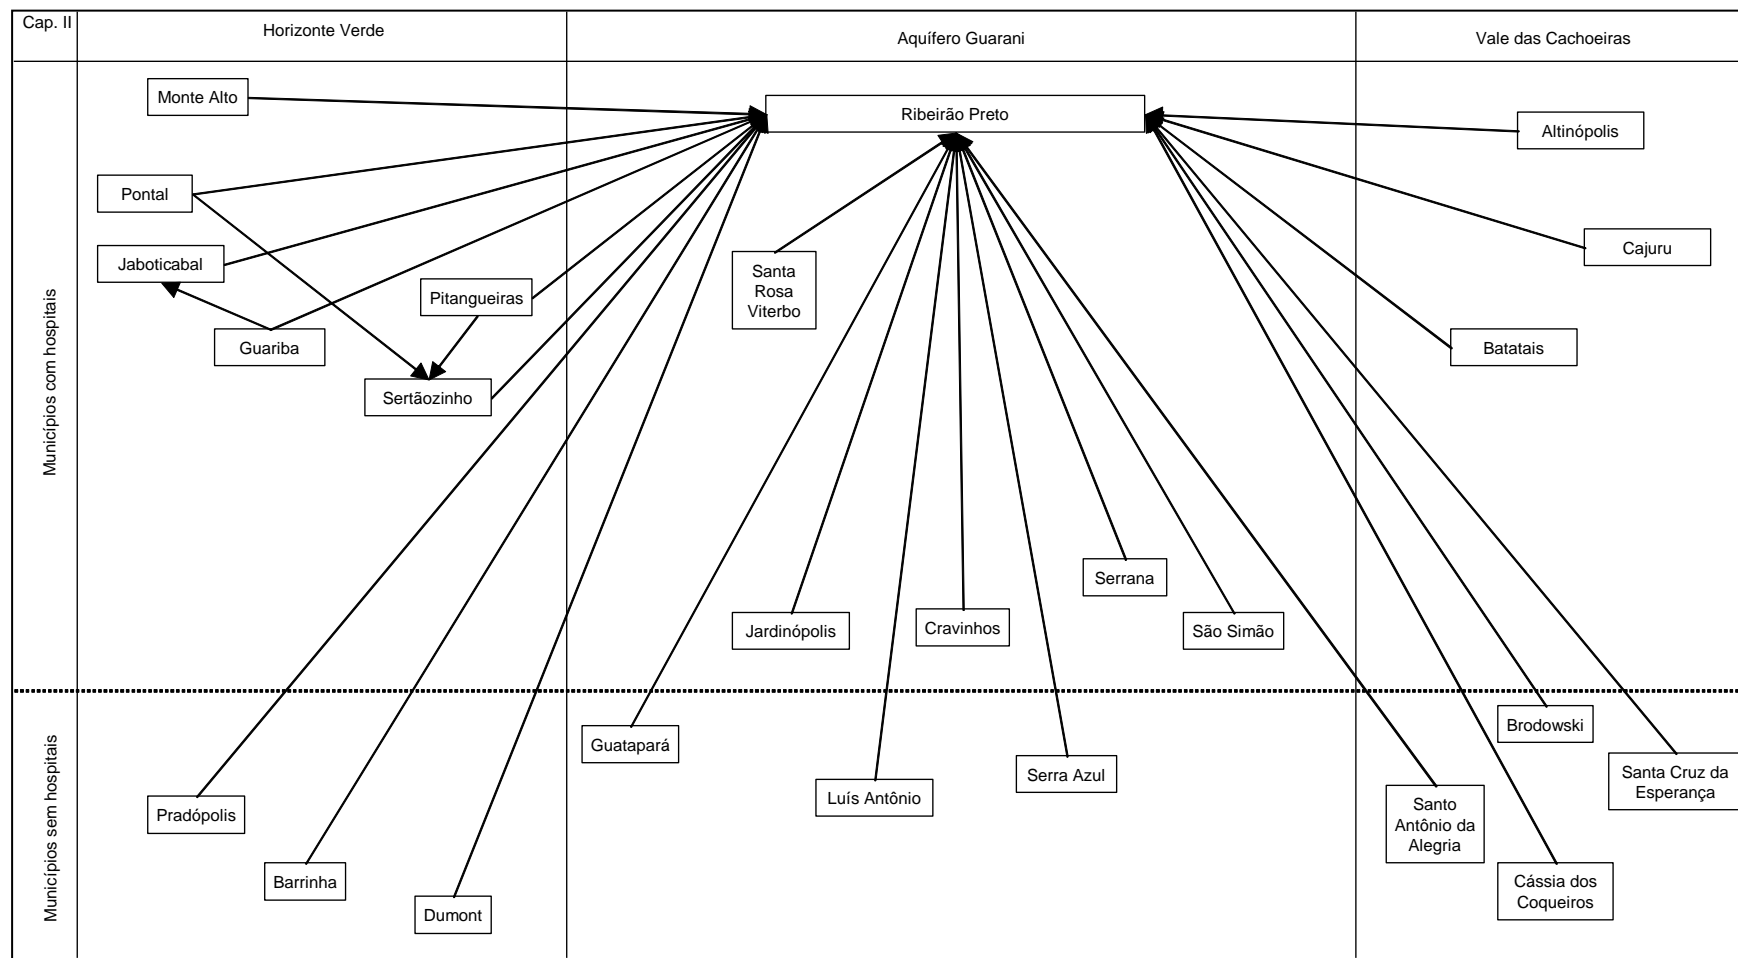 Cap. II
Horizonte Verde
Aquífero Guarani
Vale das Cachoeiras
Municípios com hospitais
Monte Alto
Ribeirão Preto
Altinópolis
Pontal
Jaboticabal
Cajuru
Pitangueiras
Santa
Rosa
Viterbo
Guariba
Batatais
Sertãozinho
Serrana
Jardinópolis
Cravinhos
São Simão
Municípios sem hospitais
Guatapará
Brodowski
Serra Azul
Santa Cruz da
Esperança
Pradópolis
Luís Antônio
Santo
Antônio da
Alegria
Barrinha
Cássia dos
Coqueiros
Dumont